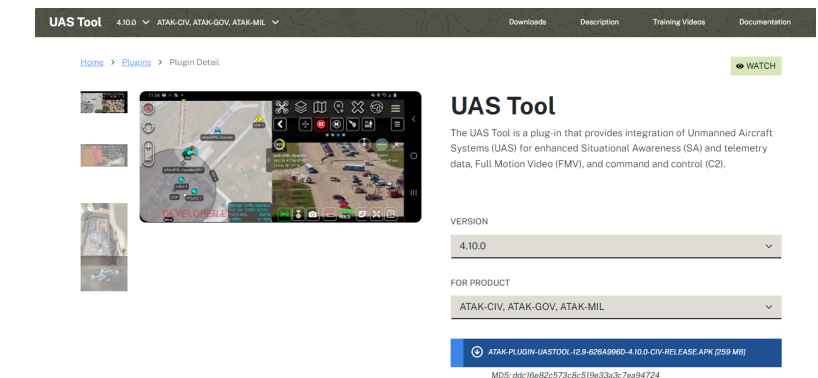 UAS Tool 4.10.0 ATAK-CIV, ATAK-GOV, ATAK-MIL Downloads Description Training Videos Documentation
Home > Plugins > Plugin Detail
WATCH
UAS Tool
The UAS Tool is a plug-in that provides integration of Unmanned Aircraft
Systems (UAS) for enhanced Situational Awareness (SA) and telemetry
data, Full Motion Video (FMV), and command and control (C2).
11:54
DEVELOPER
HOLD
VERSION
4.10.0
FOR PRODUCT
ATAK-CIV, ATAK-GOV, ATAK-MIL
ATAK-PLUGIN-UASTOOL-12.9-626A996D-4.10.0-CIV-RELEASE.APK [259 MB]
MD5: ddc16e82c573c8c519e33a3c7ea94724